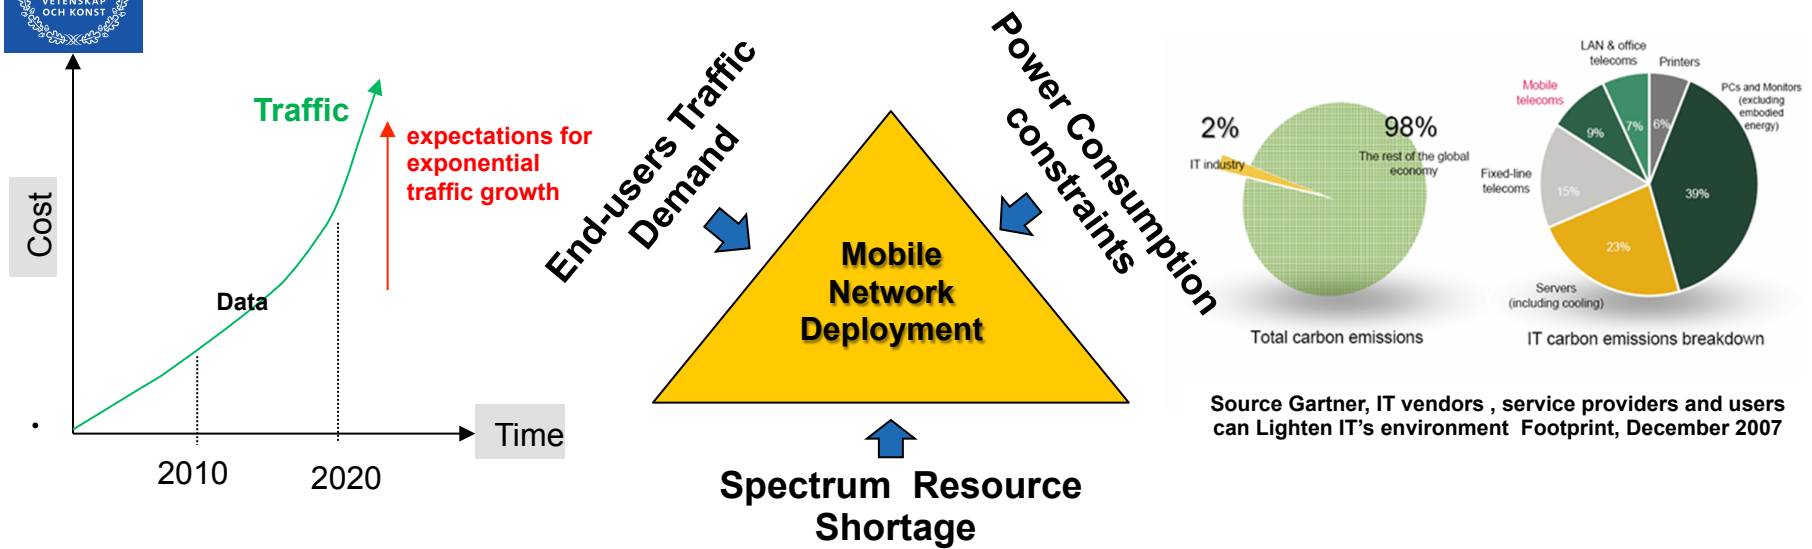 VETENSKAP
OCH KONST
Traffic
expectations for
exponential
traffic growth
Cost
Data
Time
2010
2020
End-users Traffic
Demand
Power Consumption
constraints
Mobile
Network
Deployment
Spectrum Resource
Shortage
2%
IT industry
98%
The rest of the global
economy
Total carbon emissions
LAN & office
telecoms
Printers
Mobile
telecoms
PCs and Monitors
(excluding
embodied
energy)
Fixed-line
telecoms
9%
7%
6%
15%
39%
23%
Servers
(including cooling)
IT carbon emissions breakdown
Source Gartner, IT vendors , service providers and users
can Lighten IT's environment Footprint, December 2007